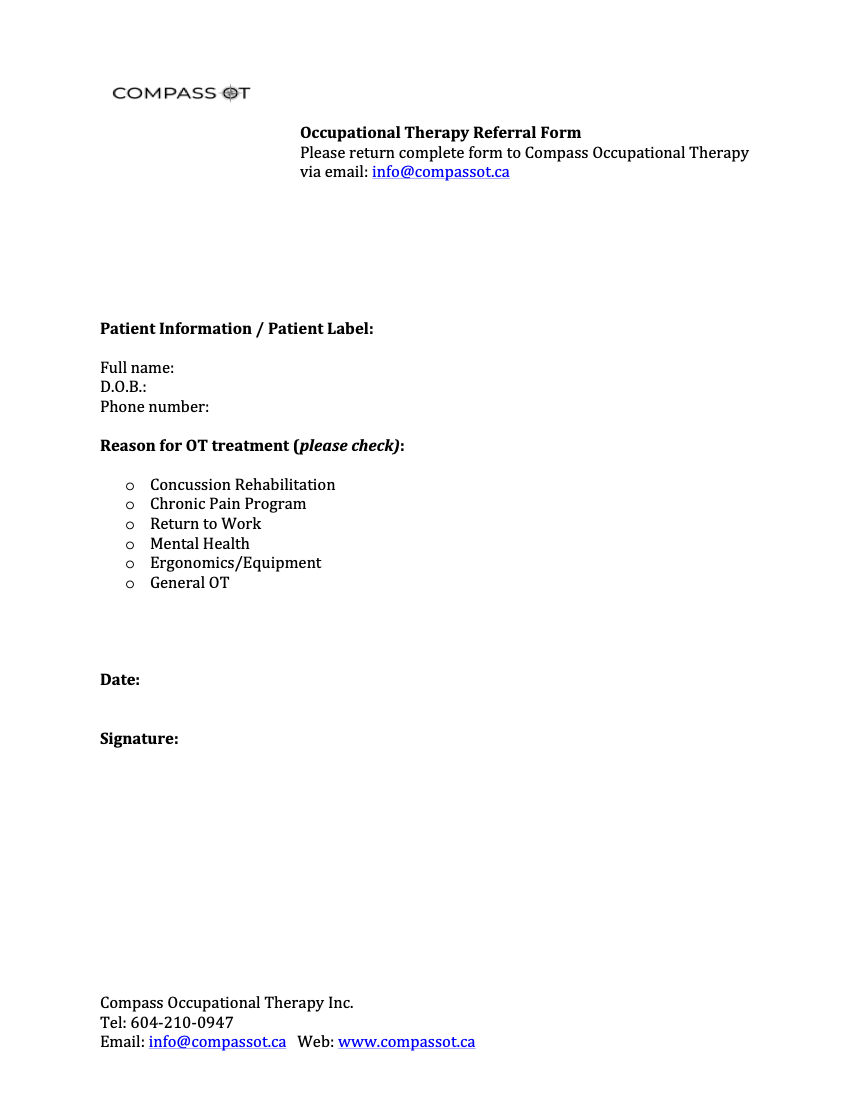 COMPASS OT
Occupational Therapy Referral Form
Please return complete form to Compass Occupational Therapy
via email: info@compassot.ca
Patient Information / Patient Label:
Full name:
D.O.B.:
Phone number:
Reason for OT treatment (please check):
o Concussion Rehabilitation
o Chronic Pain Program
o Return to Work
o Mental Health
o Ergonomics/Equipment
o General OT
Date:
Signature:
Compass Occupational Therapy Inc.
Tel: 604-210-0947
Email: info@compassot.ca Web: www.compassot.ca